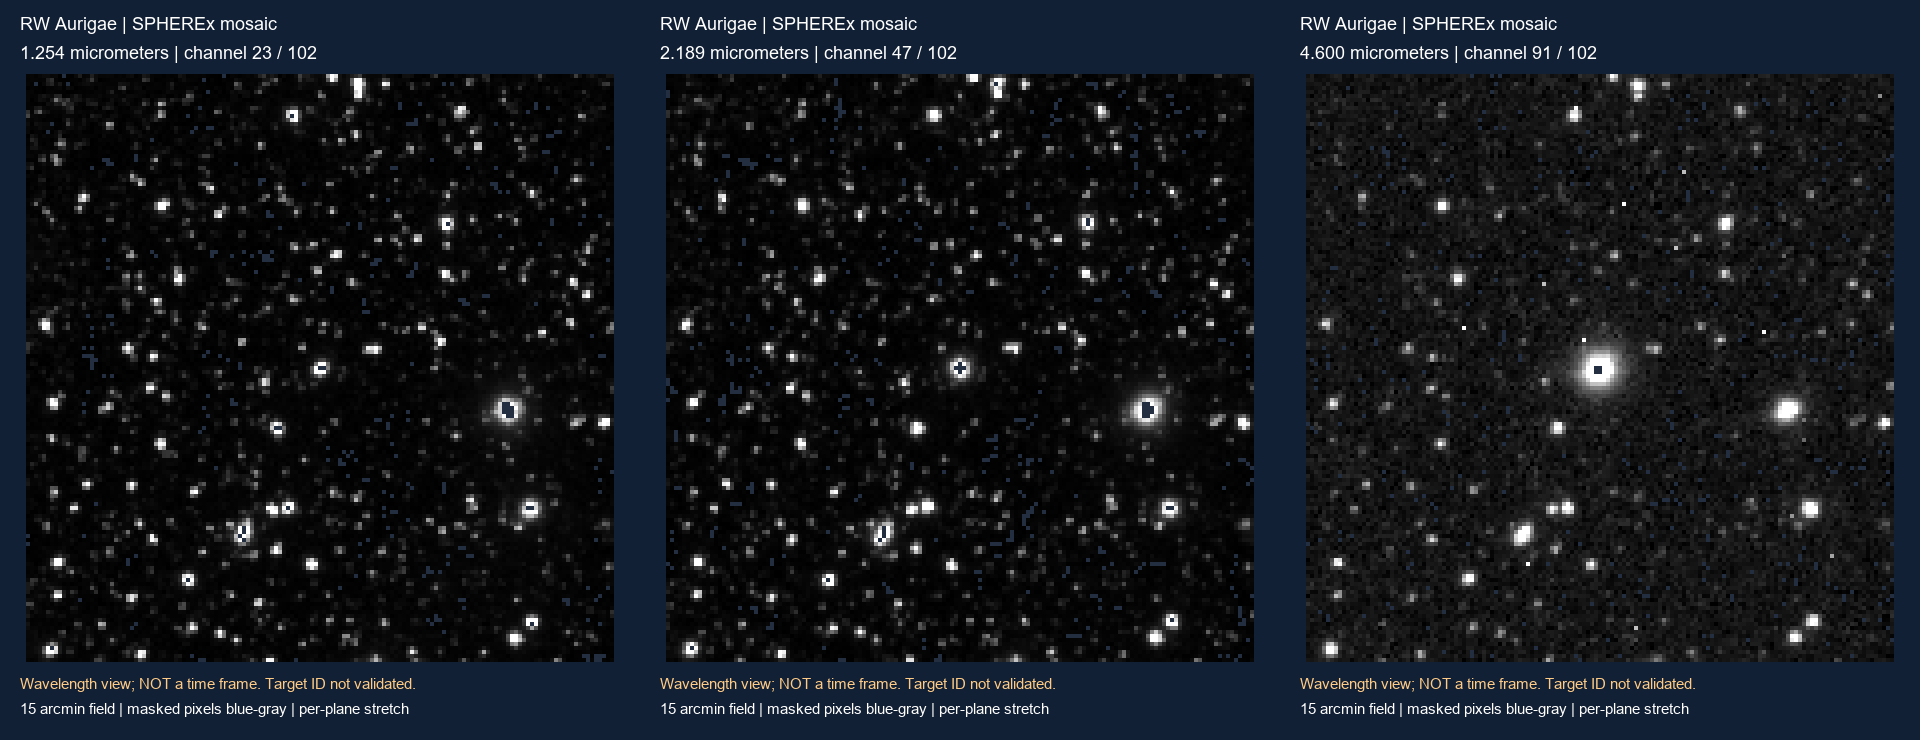 RW Aurigae | SPHEREx mosaic
1.254 micrometers | channel 23 / 102
Wavelength view; NOT a time frame. Target ID not validated.
15 arcmin field | masked pixels blue-gray | per-plane stretch
RW Aurigae | SPHEREx mosaic
2.189 micrometers | channel 47 / 102
Wavelength view; NOT a time frame. Target ID not validated.
15 arcmin field | masked pixels blue-gray | per-plane stretch
RW Aurigae | SPHEREx mosaic
4.600 micrometers | channel 91 / 102
Wavelength view; NOT a time frame. Target ID not validated.
15 arcmin field | masked pixels blue-gray | per-plane stretch